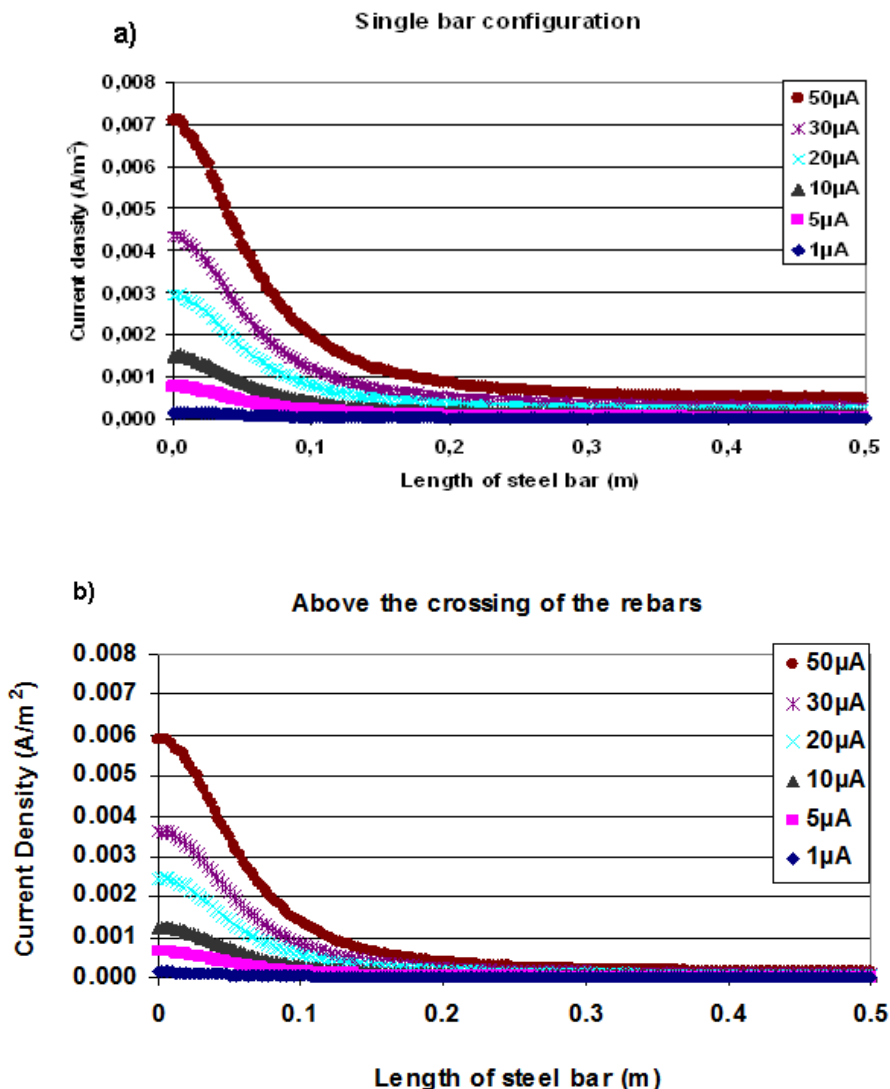 a)
Single bar configuration
Current density (A/m²)
0,008
0,007
0,006
0,005
0,004
0,003
0,002
0,001
0,000
0,0 0,1 0,2 0,3 0,4 0,5
Length of steel bar (m)
50µA
30µA
20µA
10µA
5µA
1µA
b)
Above the crossing of the rebars
Current Density (A/m²)
0.008
0.007
0.006
0.005
0.004
0.003
0.002
0.001
0.000
0 0.1 0.2 0.3 0.4 0.5
Length of steel bar (m)
50µA
30µA
20µA
10µA
5µA
1µA